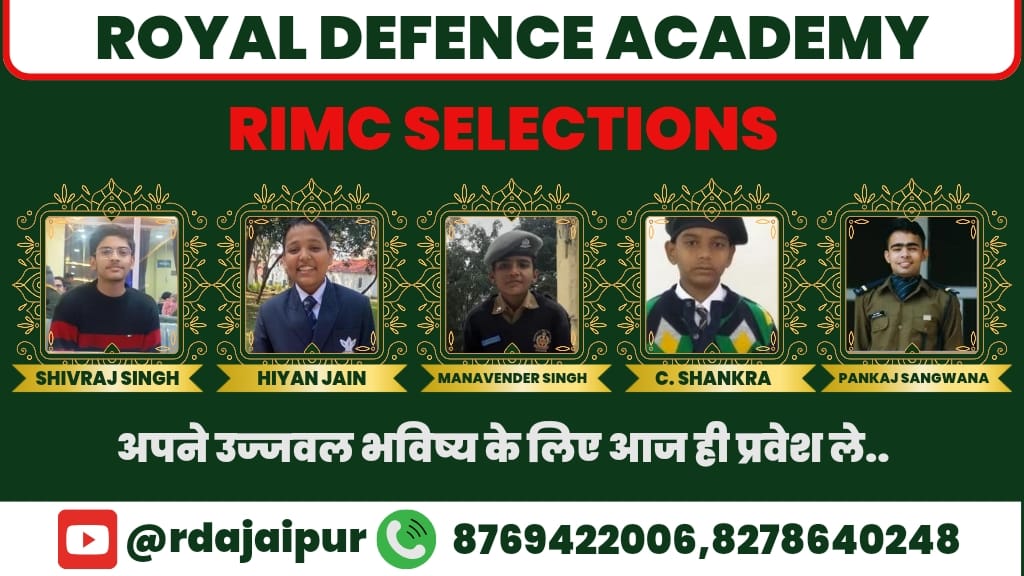 ROYAL DEFENCE ACADEMY
RIMC SELECTIONS
SHIVRAJ SINGH
HIYAN JAIN
MANAVENDER SINGH
C. SHANKRA
PANKAJ SANGWANA
अपने उज्जवल भविष्य के लिए आज ही प्रवेश ले..
@rdajaipur 8769422006,8278640248